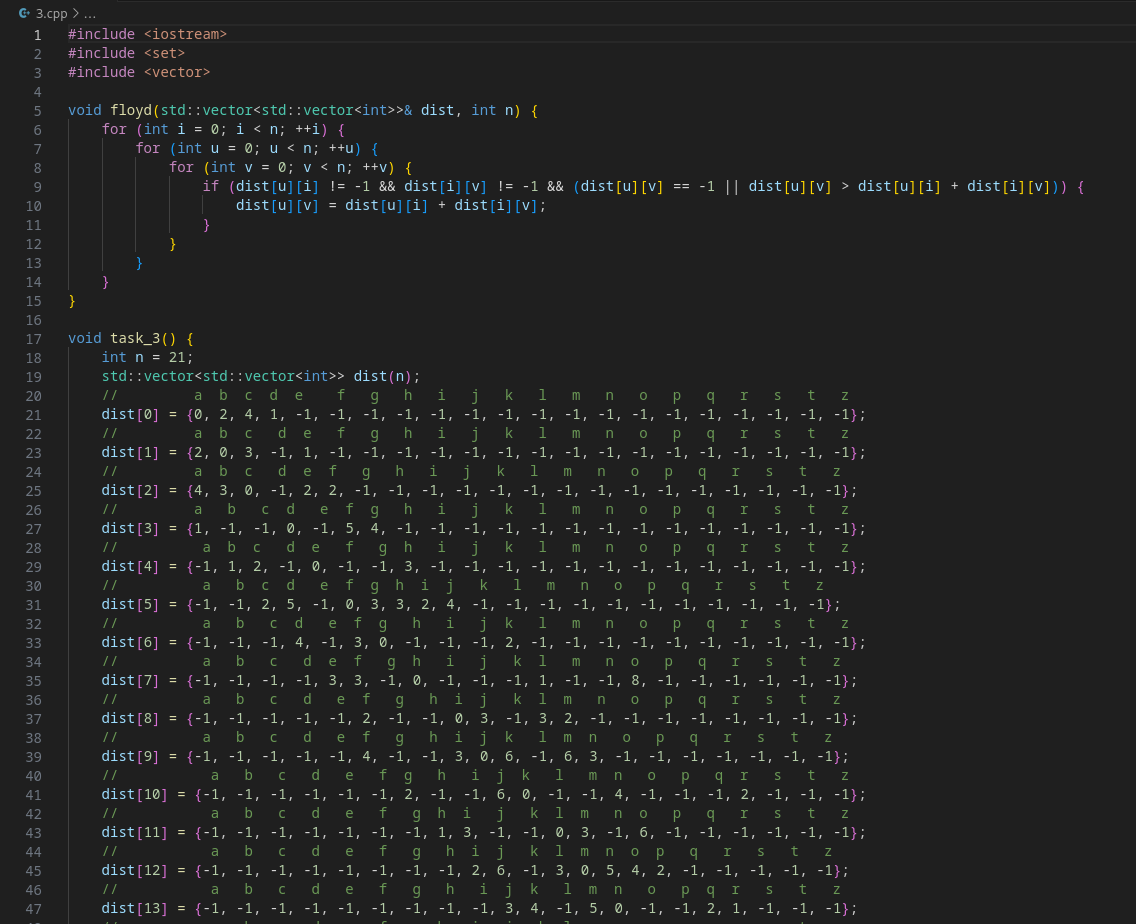 3.cpp > ...
1 #include <iostream>
2 #include <set>
3 #include <vector>
4
5 void floyd(std::vector<std::vector<int>>& dist, int n) {
6     for (int i = 0; i < n; ++i) {
7         for (int u = 0; u < n; ++u) {
8             for (int v = 0; v < n; ++v) {
9                 if (dist[u][i] != -1 && dist[i][v] != -1 && (dist[u][v] == -1 || dist[u][v] > dist[u][i] + dist[i][v])) {
10                     dist[u][v] = dist[u][i] + dist[i][v];
11                 }
12             }
13         }
14     }
15 }
16
17 void task_3() {
18     int n = 21;
19     std::vector<std::vector<int>> dist(n);
20     //         a  b  c  d  e    f   g   h   i   j   k   l   m   n   o   p   q   r   s   t   z
21     dist[0] = {0, 2, 4, 1, -1, -1, -1, -1, -1, -1, -1, -1, -1, -1, -1, -1, -1, -1, -1, -1, -1};
22     //         a  b  c   d  e   f   g   h   i   j   k   l   m   n   o   p   q   r   s   t   z
23     dist[1] = {2, 0, 3, -1, 1, -1, -1, -1, -1, -1, -1, -1, -1, -1, -1, -1, -1, -1, -1, -1, -1};
24     //         a  b  c   d  e  f   g   h   i   j   k   l   m   n   o   p   q   r   s   t   z
25     dist[2] = {4, 3, 0, -1, 2, 2, -1, -1, -1, -1, -1, -1, -1, -1, -1, -1, -1, -1, -1, -1, -1};
26     //         a   b   c  d   e  f  g   h   i   j   k   l   m   n   o   p   q   r   s   t   z
27     dist[3] = {1, -1, -1, 0, -1, 5, 4, -1, -1, -1, -1, -1, -1, -1, -1, -1, -1, -1, -1, -1, -1};
28     //          a  b  c   d  e   f   g  h   i   j   k   l   m   n   o   p   q   r   s   t   z
29     dist[4] = {-1, 1, 2, -1, 0, -1, -1, 3, -1, -1, -1, -1, -1, -1, -1, -1, -1, -1, -1, -1, -1};
30     //          a   b  c  d   e  f  g  h  i  j   k   l   m   n   o   p   q   r   s   t   z
31     dist[5] = {-1, -1, 2, 5, -1, 0, 3, 3, 2, 4, -1, -1, -1, -1, -1, -1, -1, -1, -1, -1, -1};
32     //          a   b   c  d   e  f  g   h   i   j  k   l   m   n   o   p   q   r   s   t   z
33     dist[6] = {-1, -1, -1, 4, -1, 3, 0, -1, -1, -1, 2, -1, -1, -1, -1, -1, -1, -1, -1, -1, -1};
34     //          a   b   c   d  e  f   g  h   i   j   k  l   m   n  o   p   q   r   s   t   z
35     dist[7] = {-1, -1, -1, -1, 3, 3, -1, 0, -1, -1, -1, 1, -1, -1, 8, -1, -1, -1, -1, -1, -1};
36     //          a   b   c   d   e  f   g   h  i  j   k  l  m   n   o   p   q   r   s   t   z
37     dist[8] = {-1, -1, -1, -1, -1, 2, -1, -1, 0, 3, -1, 3, 2, -1, -1, -1, -1, -1, -1, -1, -1};
38     //          a   b   c   d   e  f   g   h  i  j  k   l  m  n   o   p   q   r   s   t   z
39     dist[9] = {-1, -1, -1, -1, -1, 4, -1, -1, 3, 0, 6, -1, 6, 3, -1, -1, -1, -1, -1, -1, -1};
40     //           a   b   c   d   e   f  g   h   i  j  k   l   m  n   o   p   q  r   s   t   z
41     dist[10] = {-1, -1, -1, -1, -1, -1, 2, -1, -1, 6, 0, -1, -1, 4, -1, -1, -1, 2, -1, -1, -1};
42     //           a   b   c   d   e   f   g  h  i   j   k  l  m   n  o   p   q   r   s   t   z
43     dist[11] = {-1, -1, -1, -1, -1, -1, -1, 1, 3, -1, -1, 0, 3, -1, 6, -1, -1, -1, -1, -1, -1};
44     //           a   b   c   d   e   f   g   h  i  j   k  l  m  n  o  p   q   r   s   t   z
45     dist[12] = {-1, -1, -1, -1, -1, -1, -1, -1, 2, 6, -1, 3, 0, 5, 4, 2, -1, -1, -1, -1, -1};
46     //           a   b   c   d   e   f   g   h   i  j  k   l  m  n   o   p  q  r   s   t   z
47     dist[13] = {-1, -1, -1, -1, -1, -1, -1, -1, -1, 3, 4, -1, 5, 0, -1, -1, 2, 1, -1, -1, -1};